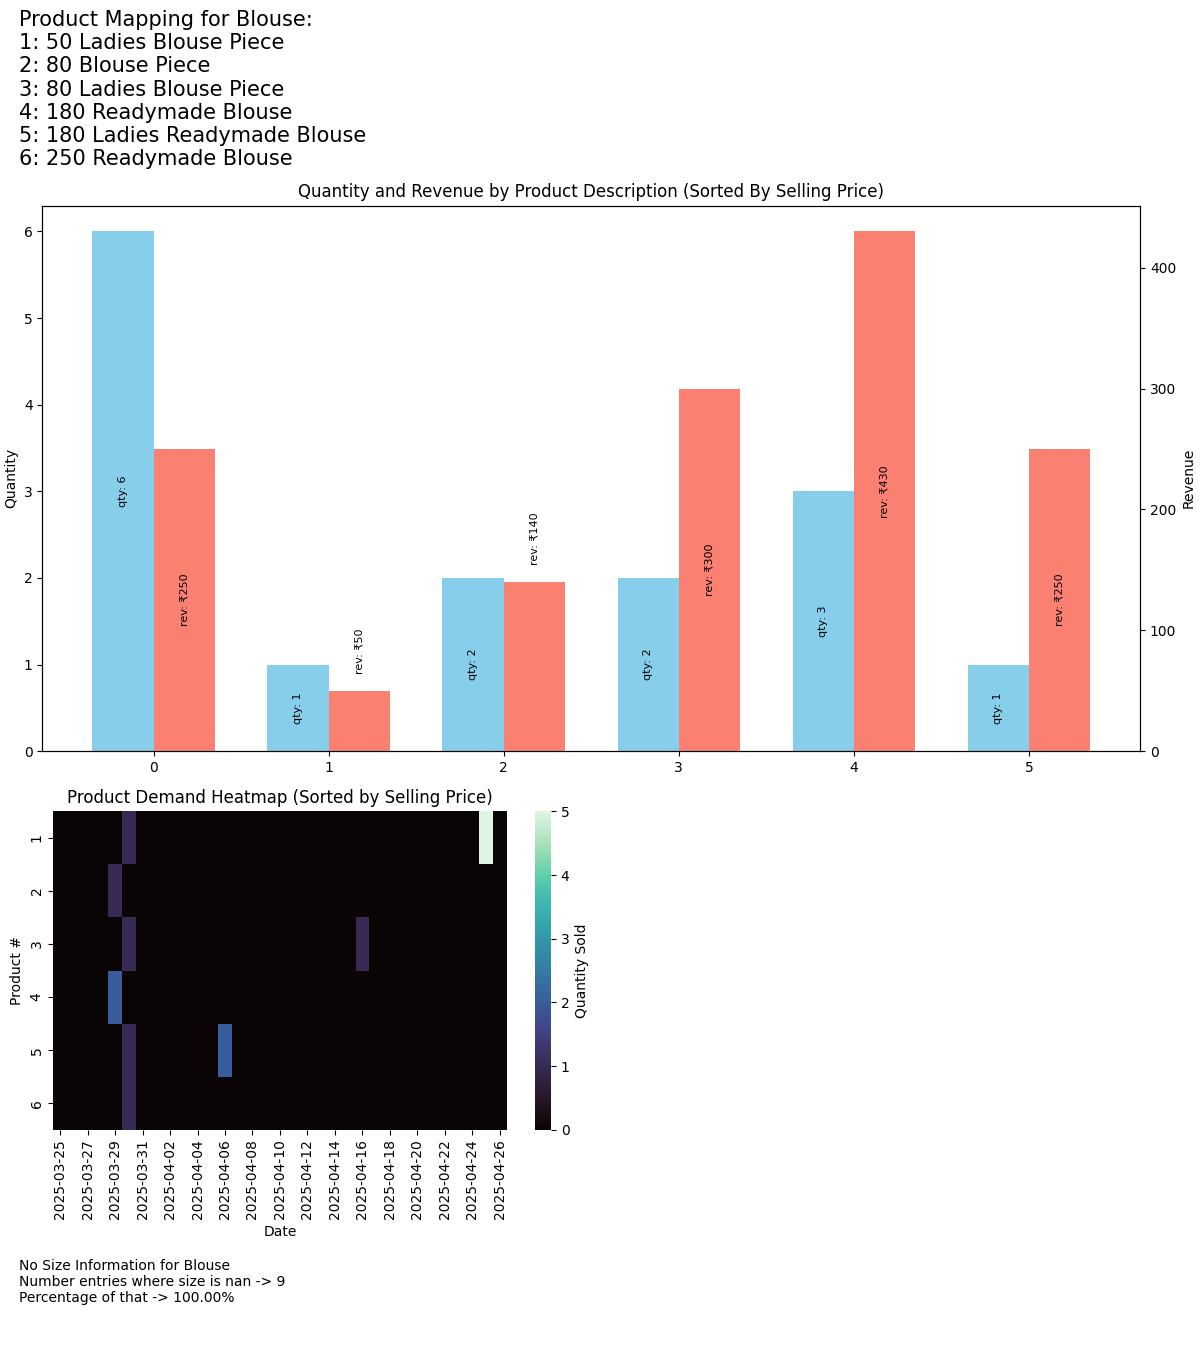 Product Mapping for Blouse:
1: 50 Ladies Blouse Piece
2: 80 Blouse Piece
3: 80 Ladies Blouse Piece
4: 180 Readymade Blouse
5: 180 Ladies Readymade Blouse
6: 250 Readymade Blouse
Quantity and Revenue by Product Description (Sorted By Selling Price)
Quantity
6
5
4
3
2
1
0
qty: 6
rev: ₹250
qty: 1
rev: ₹50
qty: 2
rev: ₹140
qty: 2
rev: ₹300
qty: 3
rev: ₹430
qty: 1
rev: ₹250
400
300
200
100
0
Revenue
0 1 2 3 4 5
Product Demand Heatmap (Sorted by Selling Price)
Product #
1
2
3
4
5
6
5
4
3
2
1
0
Quantity Sold
2025-03-25
2025-03-27
2025-03-29
2025-03-31
2025-04-02
2025-04-04
2025-04-06
2025-04-08
2025-04-10
2025-04-12
2025-04-14
2025-04-16
2025-04-18
2025-04-20
2025-04-22
2025-04-24
2025-04-26
Date
No Size Information for Blouse
Number entries where size is nan -> 9
Percentage of that -> 100.00%